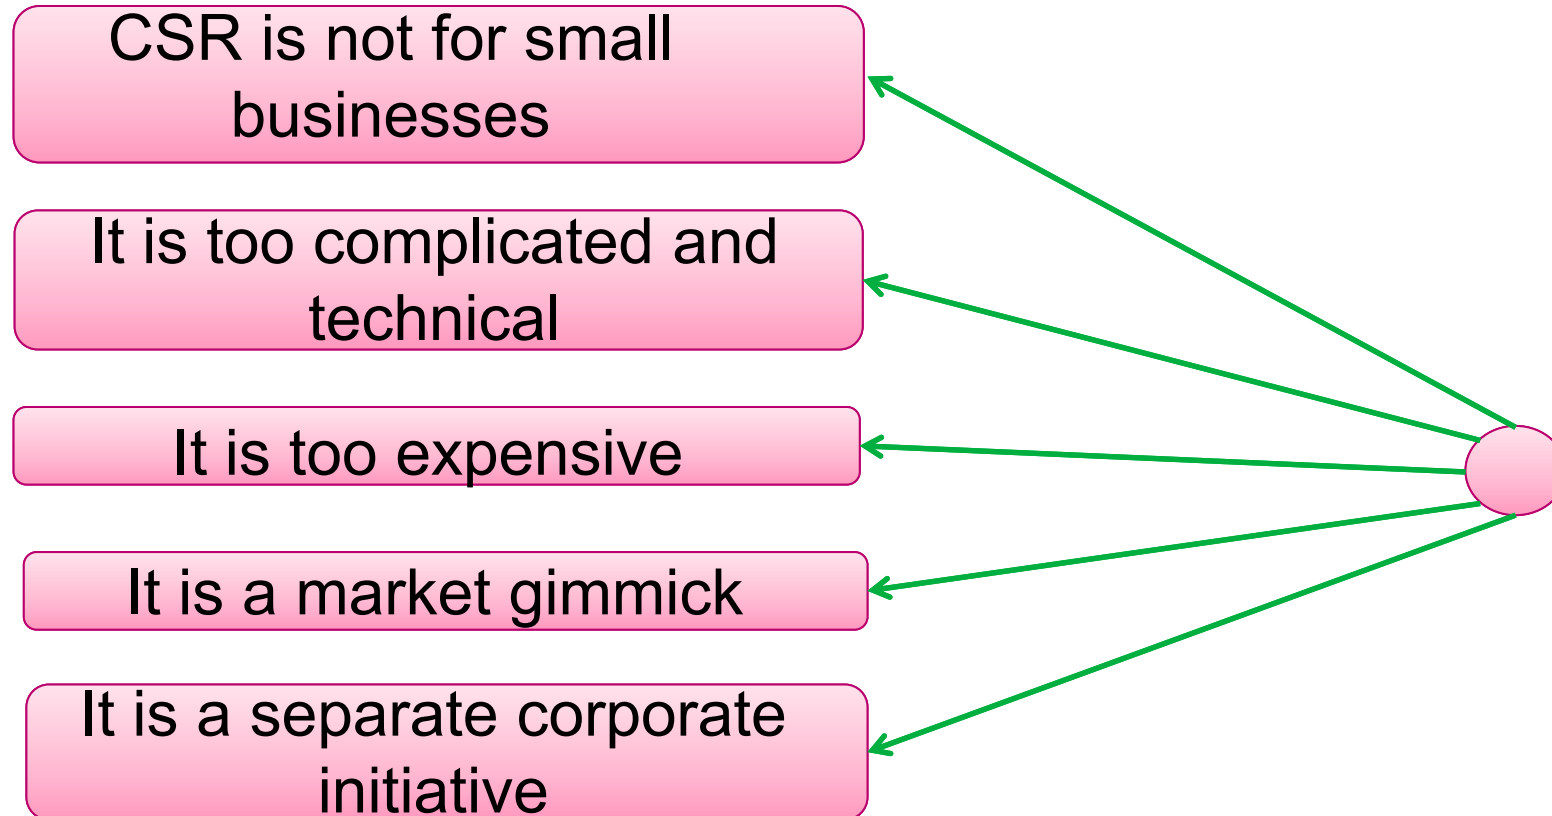 CSR is not for small
businesses
It is too complicated and
technical
It is too expensive
It is a market gimmick
It is a separate corporate
initiative